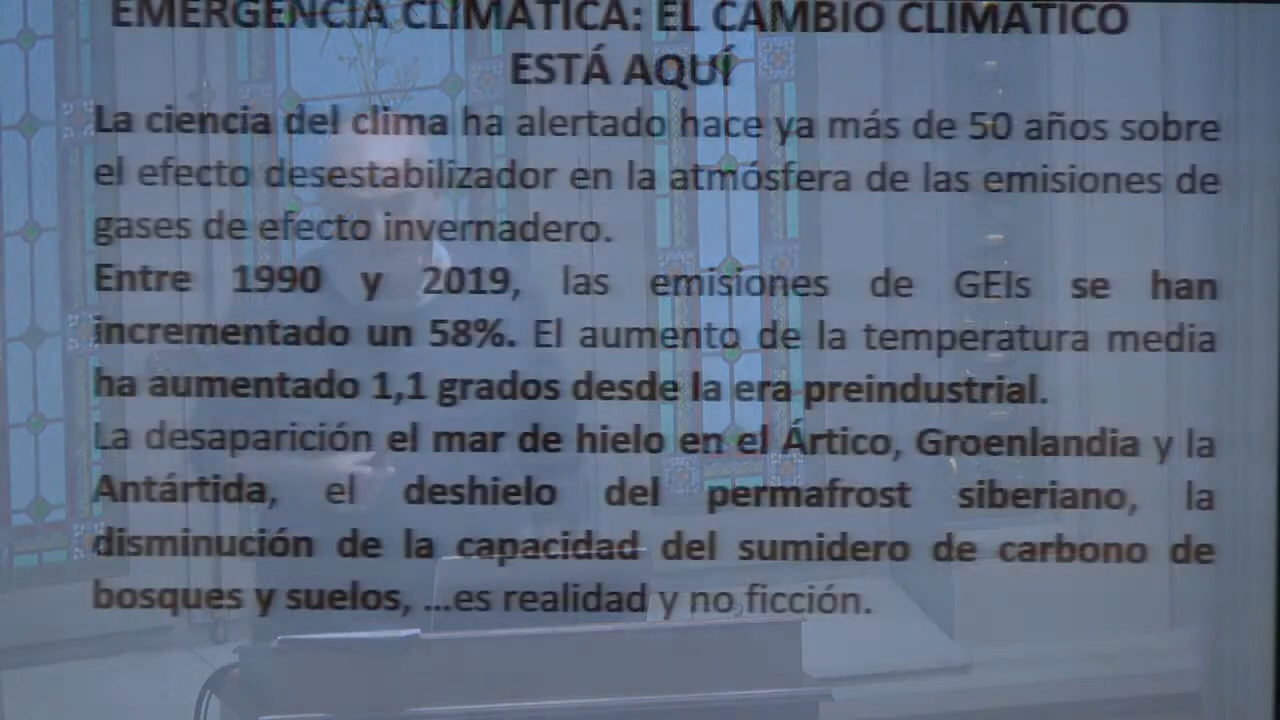 EMERGENCIA CLIMÁTICA: EL CAMBIO CLIMÁTICO
ESTÁ AQUÍ
La ciencia del clima ha alertado hace ya más de 50 años sobre
el efecto desestabilizador en la atmósfera de las emisiones de
gases de efecto invernadero.
Entre 1990 y 2019, las emisiones de GEIs se han
incrementado un 58%. El aumento de la temperatura media
ha aumentado 1,1 grados desde la era preindustrial.
La desaparición el mar de hielo en el Ártico, Groenlandia y la
Antártida, el deshielo del permafrost siberiano, la
disminución de la capacidad del sumidero de carbono de
bosques y suelos, ...es realidad y no ficción.